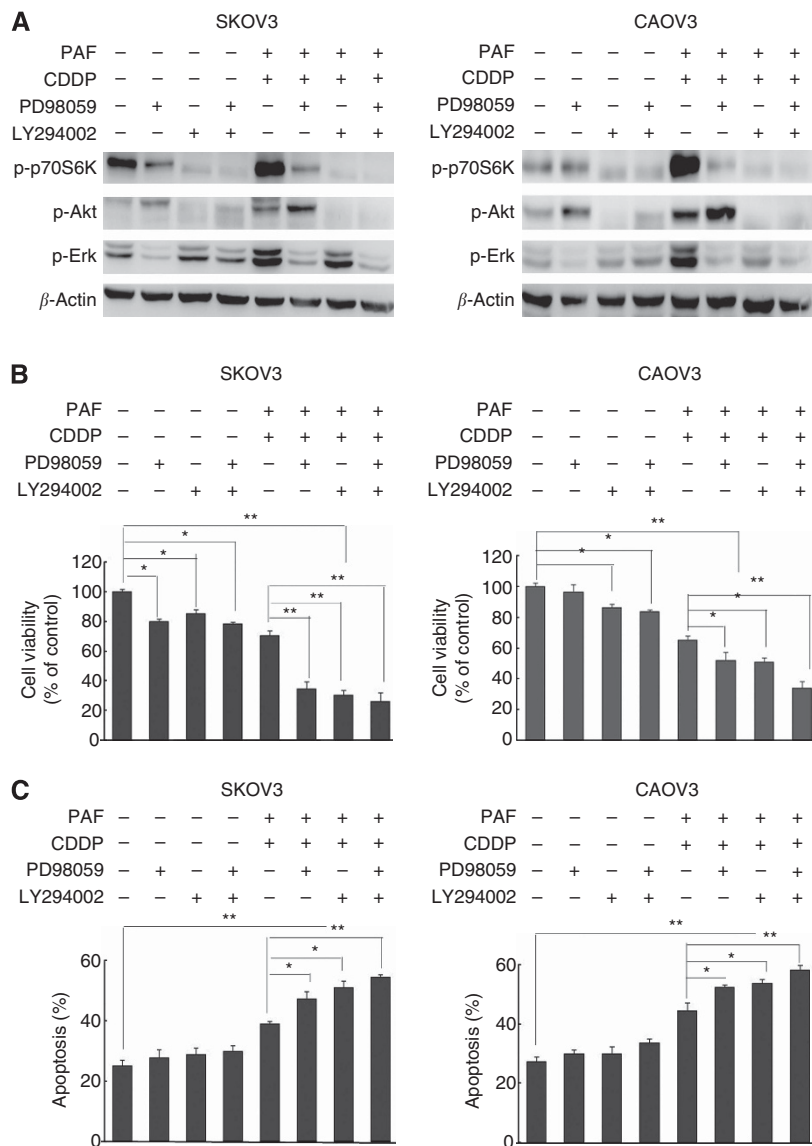 A
SKOV3
PAF − − − − + + + +
CDDP − − − − + + + +
PD98059 − + − + − + − +
LY294002 − − + + − − + +
p-p70S6K
p-Akt
p-Erk
β-Actin
CAOV3
PAF − − − − + + + +
CDDP − − − − + + + +
PD98059 − + − + − + − +
LY294002 − − + + − − + +
p-p70S6K
p-Akt
p-Erk
β-Actin
B
SKOV3
PAF − − − − + + + +
CDDP − − − − + + + +
PD98059 − + − + − + − +
LY294002 − − + + − − + +
**
*
*
*
**
**
**
Cell viability
(% of control)
120
100
80
60
40
20
0
CAOV3
PAF − − − − + + + +
CDDP − − − − + + + +
PD98059 − + − + − + − +
LY294002 − − + + − − + +
**
*
*
**
*
*
Cell viability
(% of control)
120
100
80
60
40
20
0
C
SKOV3
PAF − − − − + + + +
CDDP − − − − + + + +
PD98059 − + − + − + − +
LY294002 − − + + − − + +
**
**
*
*
Apoptosis (%)
60
40
20
0
CAOV3
PAF − − − − + + + +
CDDP − − − − + + + +
PD98059 − + − + − + − +
LY294002 − − + + − − + +
**
**
*
*
Apoptosis (%)
60
40
20
0